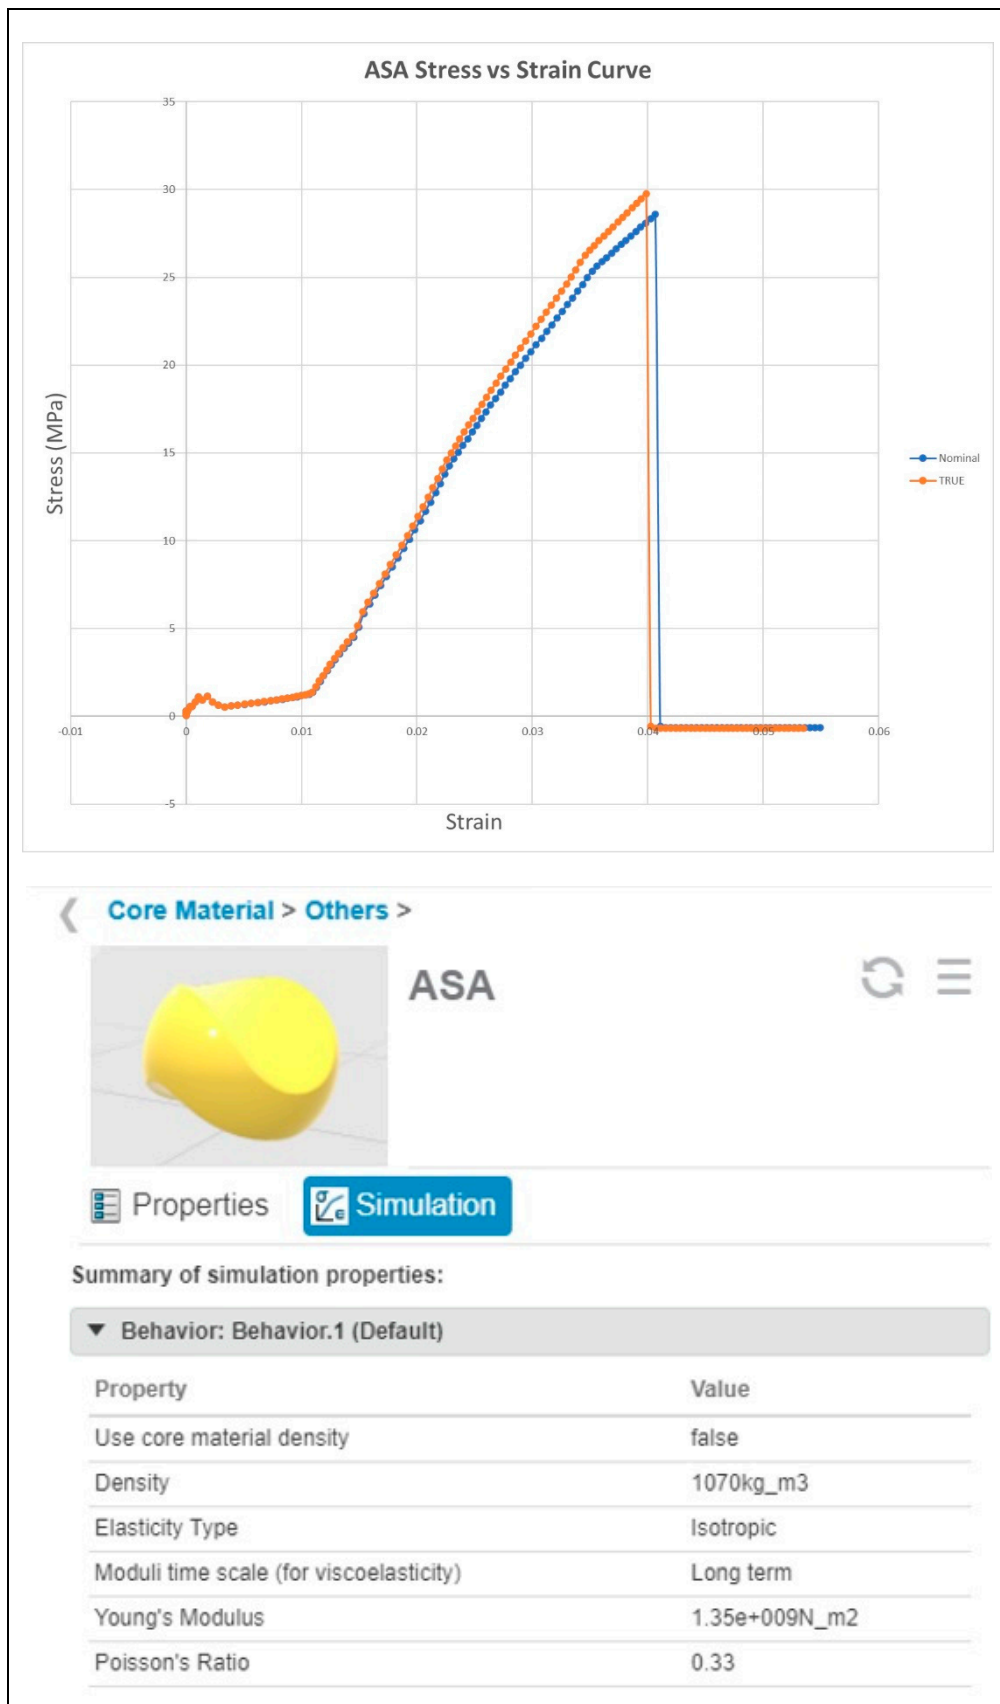 ASA Stress vs Strain Curve
35
30
25
20
15
10
5
0
-5
-0.01
0
0.01
0.02
0.03
0.04
0.05
0.06
Stress (MPa)
Strain
Nominal
TRUE
Core Material > Others >
ASA
Properties
σ ε Simulation
Summary of simulation properties:
Behavior: Behavior.1 (Default)
Property Value
Use core material density false
Density 1070kg_m3
Elasticity Type Isotropic
Moduli time scale (for viscoelasticity) Long term
Young's Modulus 1.35e+009N_m2
Poisson's Ratio 0.33